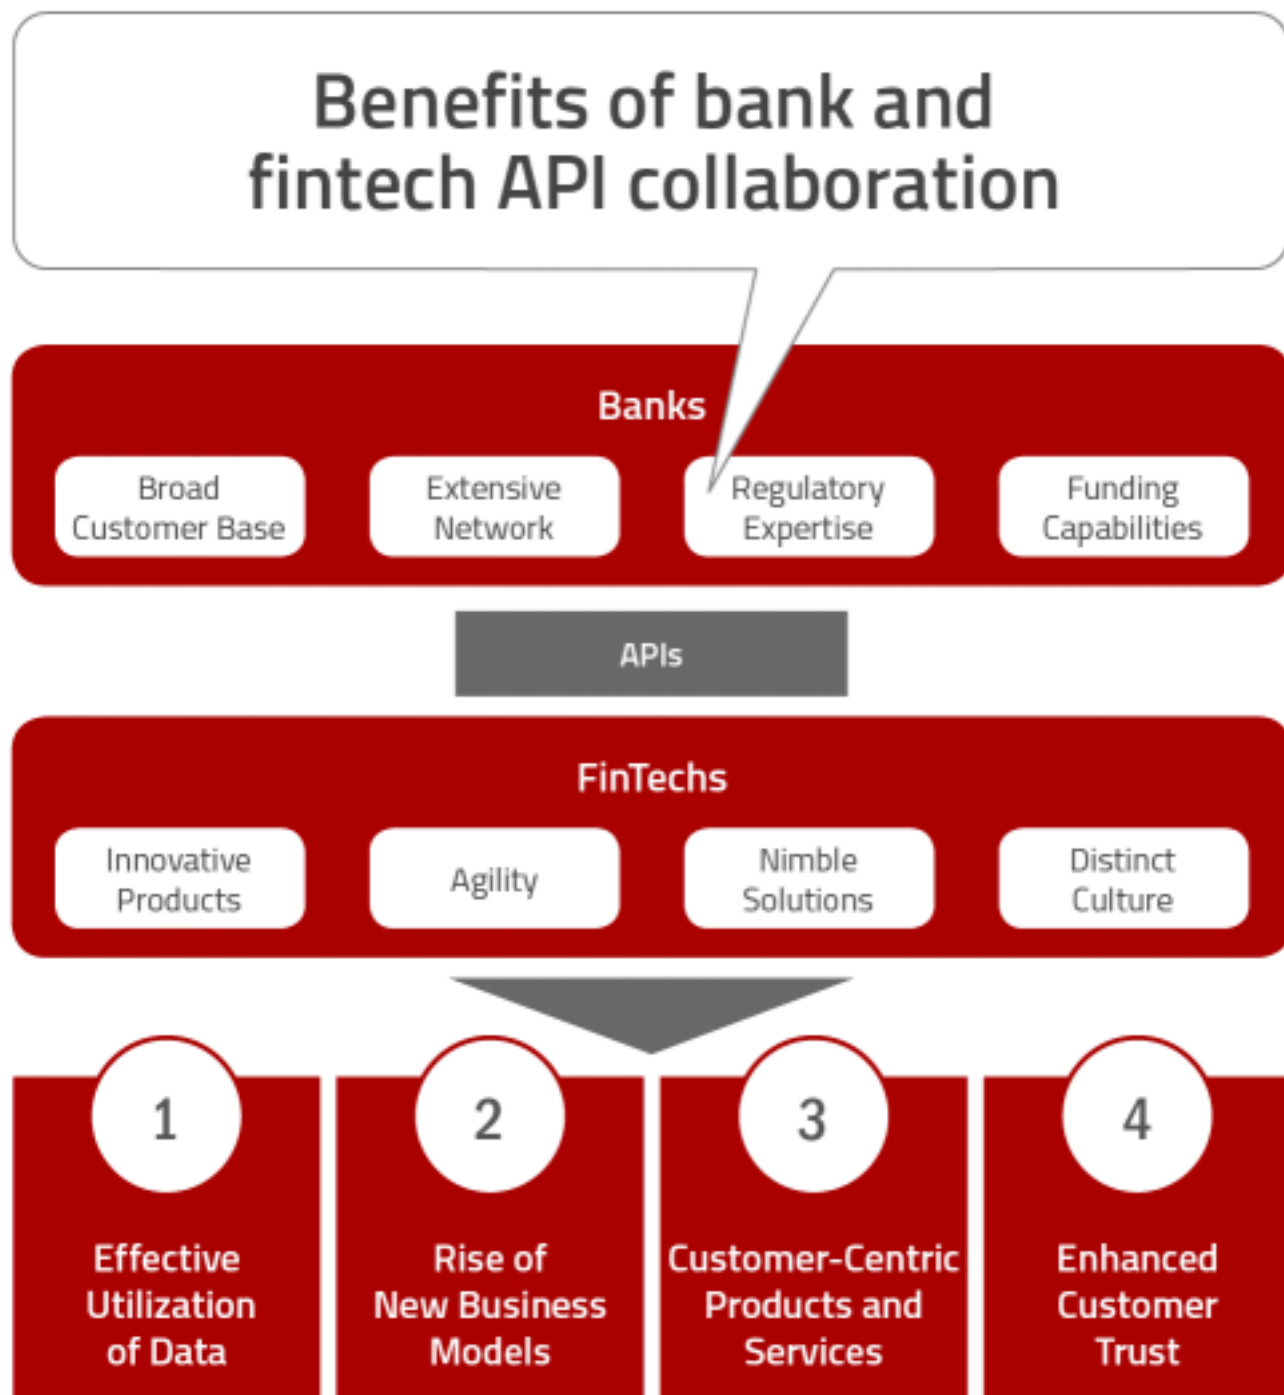 Benefits of bank and
fintech API collaboration
Banks
Broad
Customer Base
Extensive
Network
Regulatory
Expertise
Funding
Capabilities
APIs
FinTechs
Innovative
Products
Agility
Nimble
Solutions
Distinct
Culture
1
Effective
Utilization
of Data
2
Rise of
New Business
Models
3
Customer-Centric
Products and
Services
4
Enhanced
Customer
Trust